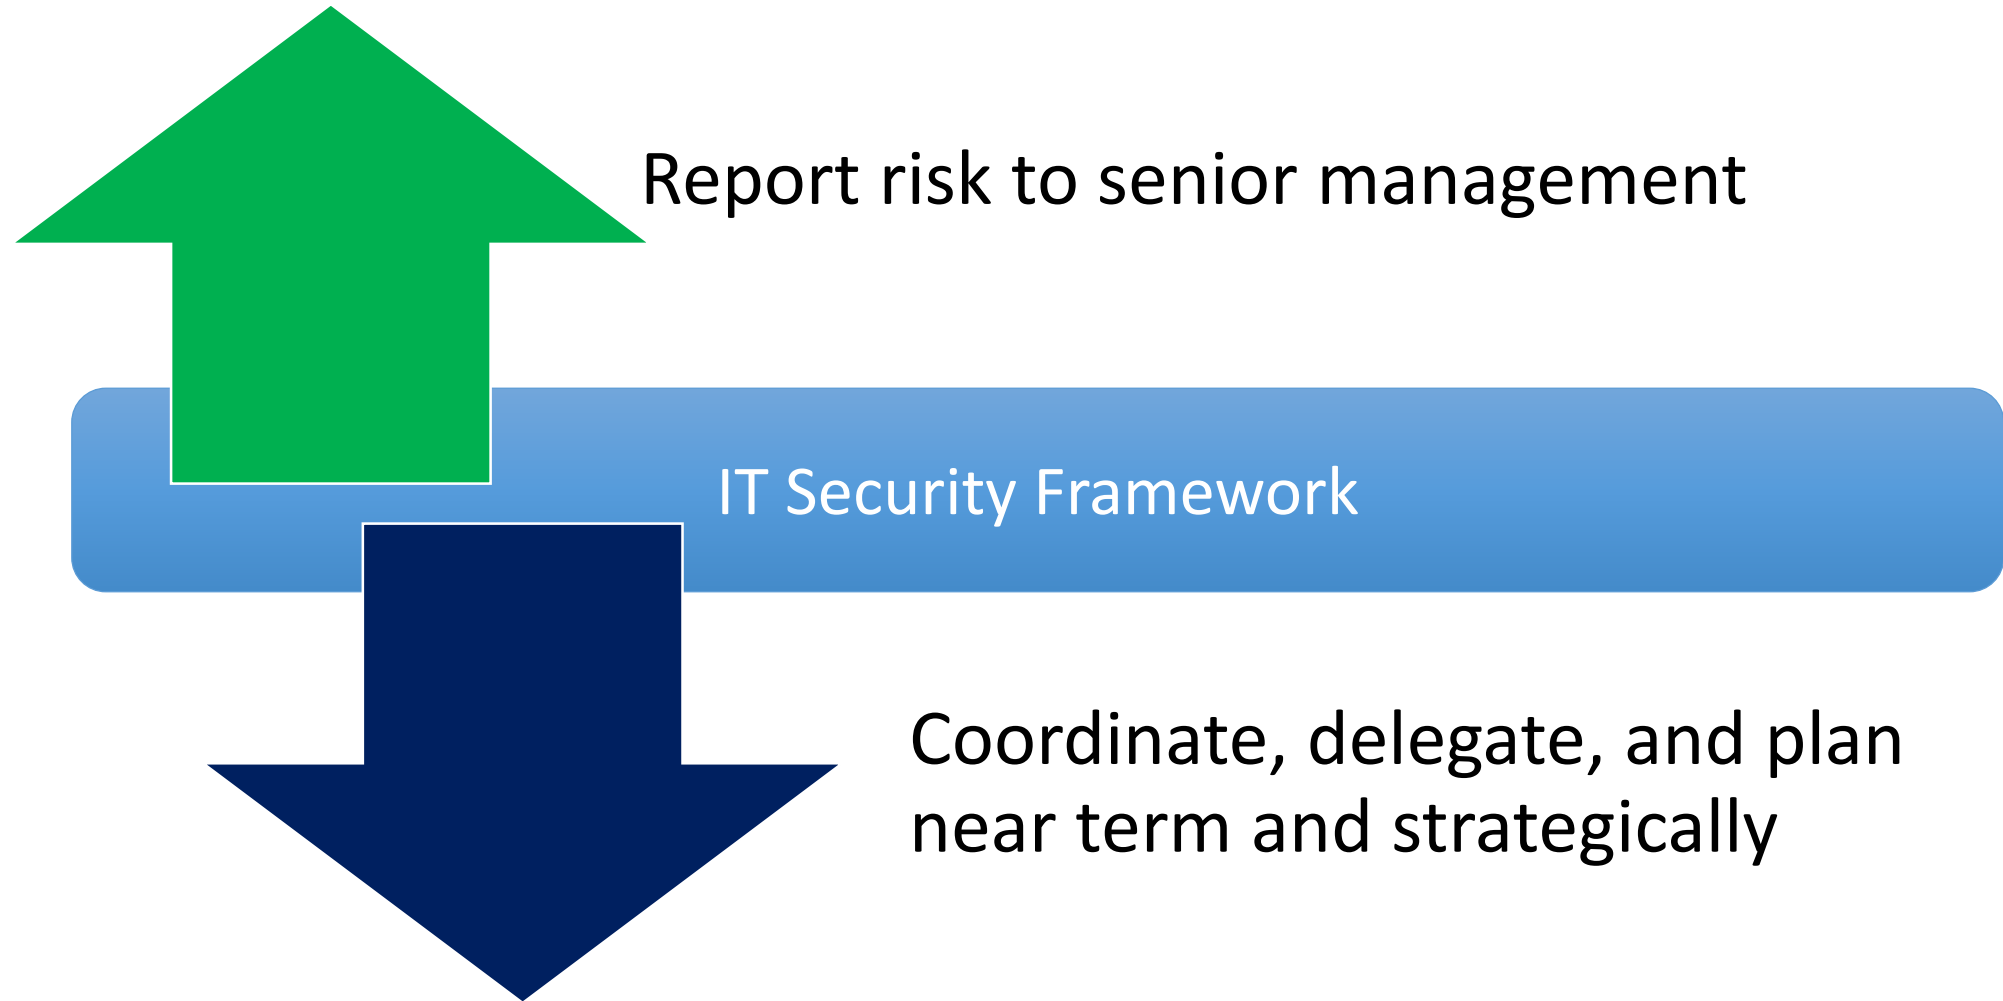 Report risk to senior management
IT Security Framework
Coordinate, delegate, and plan
near term and strategically